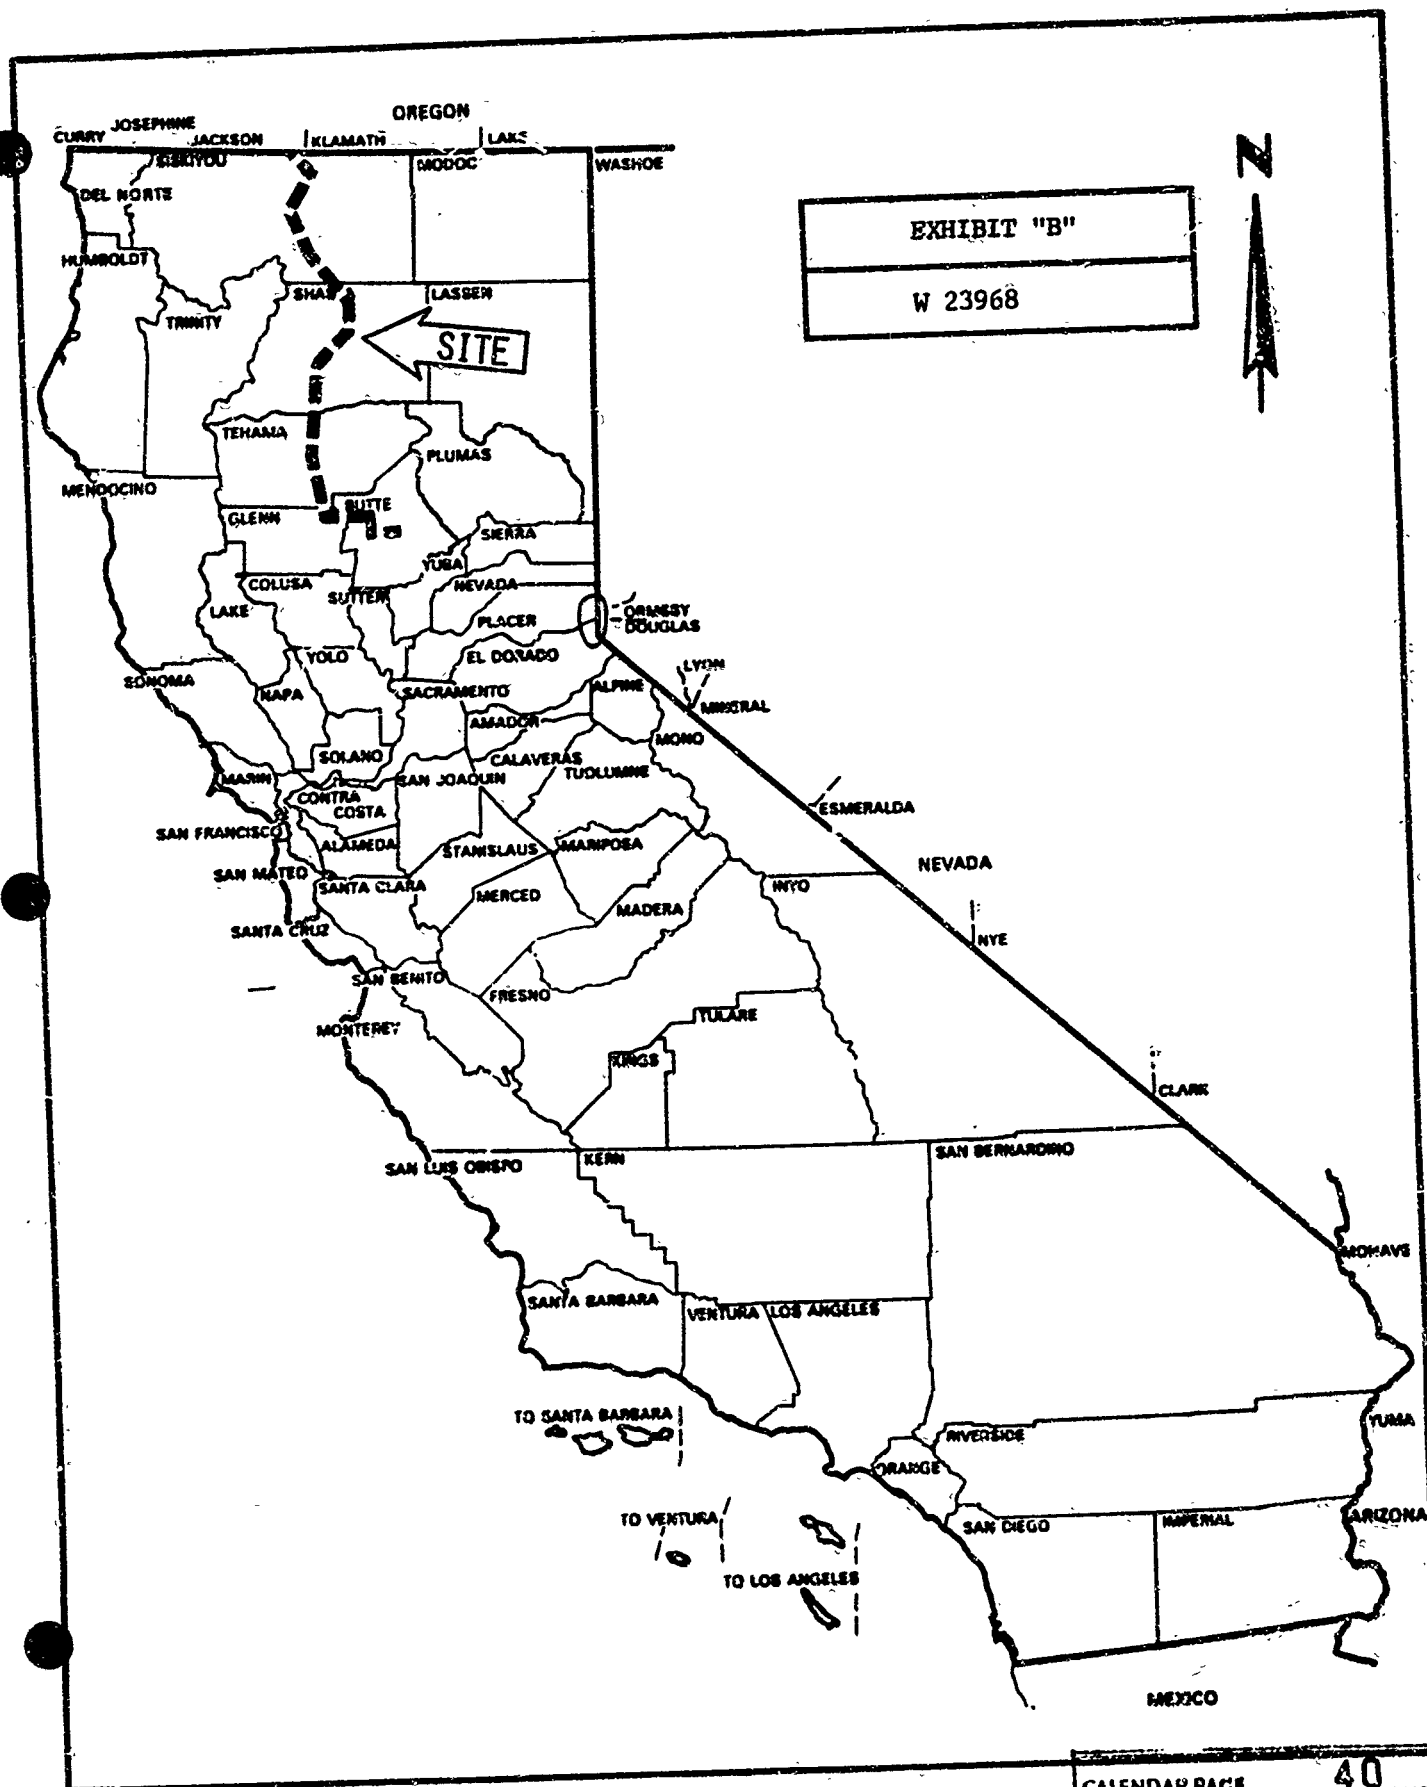 OREGON
CURRY JOSEPHINE JACKSON KLAMATH LAKE
SISKIYOU MODOC WASHOE
DEL NORTE
EXHIBIT "B"
HUMBOLDT
W 23968
SHAS LASSEN
TRINITY
SITE
TEHAMA
PLUMAS
MENDOCINO
BUTTE
GLENN
SIERRA
YUBA
COLUSA NEVADA
SUTTER
LAKE ORMSBY
PLACER DOUGLAS
YOLO EL DORADO
LYON
SONOMA NAPA SACRAMENTO ALPINE
MINERAL
AMADOR
MONO
SOLANO CALAVERAS
MARIN SAN JOAQUIN TUOLUMNE
CONTRA
COSTA ESMERALDA
SAN FRANCISCO
ALAMEDA STANISLAUS MARIPOSA
NEVADA
SAN MATEO SANTA CLARA MERCED INYO
MADERA
SANTA CRUZ
NYE
SAN BENITO
FRESNO
MONTEREY TULARE
KINGS
CLARK
SAN LUIS OBISPO KERN SAN BERNARDINO
MOHAVE
SANTA BARBARA VENTURA LOS ANGELES
TO SANTA BARBARA YUMA
RIVERSIDE
ORANGE
TO VENTURA SAN DIEGO IMPERIAL ARIZONA
TO LOS ANGELES
MEXICO
CALENDAR PAGE 40